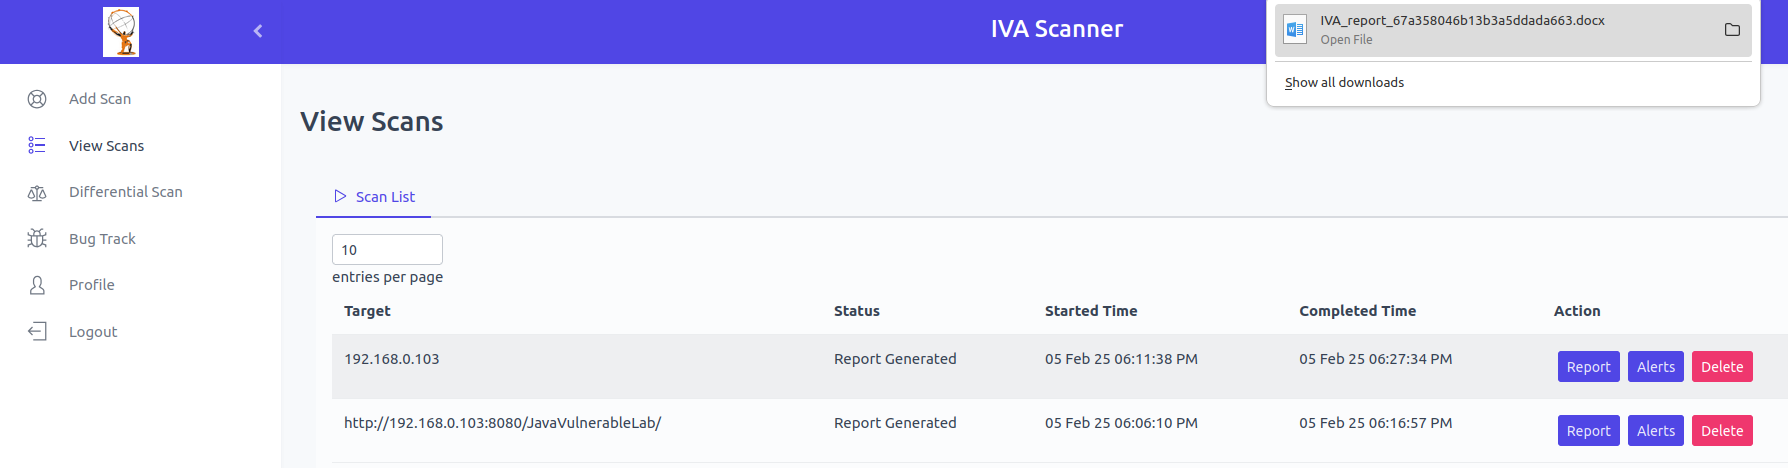 IVA Scanner
IVA_report_67a358046b13b3a5ddada663.docx
Open File
Show all downloads
Add Scan
View Scans
Differential Scan
Bug Track
Profile
Logout
View Scans
Scan List
10
entries per page
Target Status Started Time Completed Time Action
192.168.0.103 Report Generated 05 Feb 25 06:11:38 PM 05 Feb 25 06:27:34 PM Report Alerts Delete
http://192.168.0.103:8080/JavaVulnerableLab/ Report Generated 05 Feb 25 06:06:10 PM 05 Feb 25 06:16:57 PM Report Alerts Delete